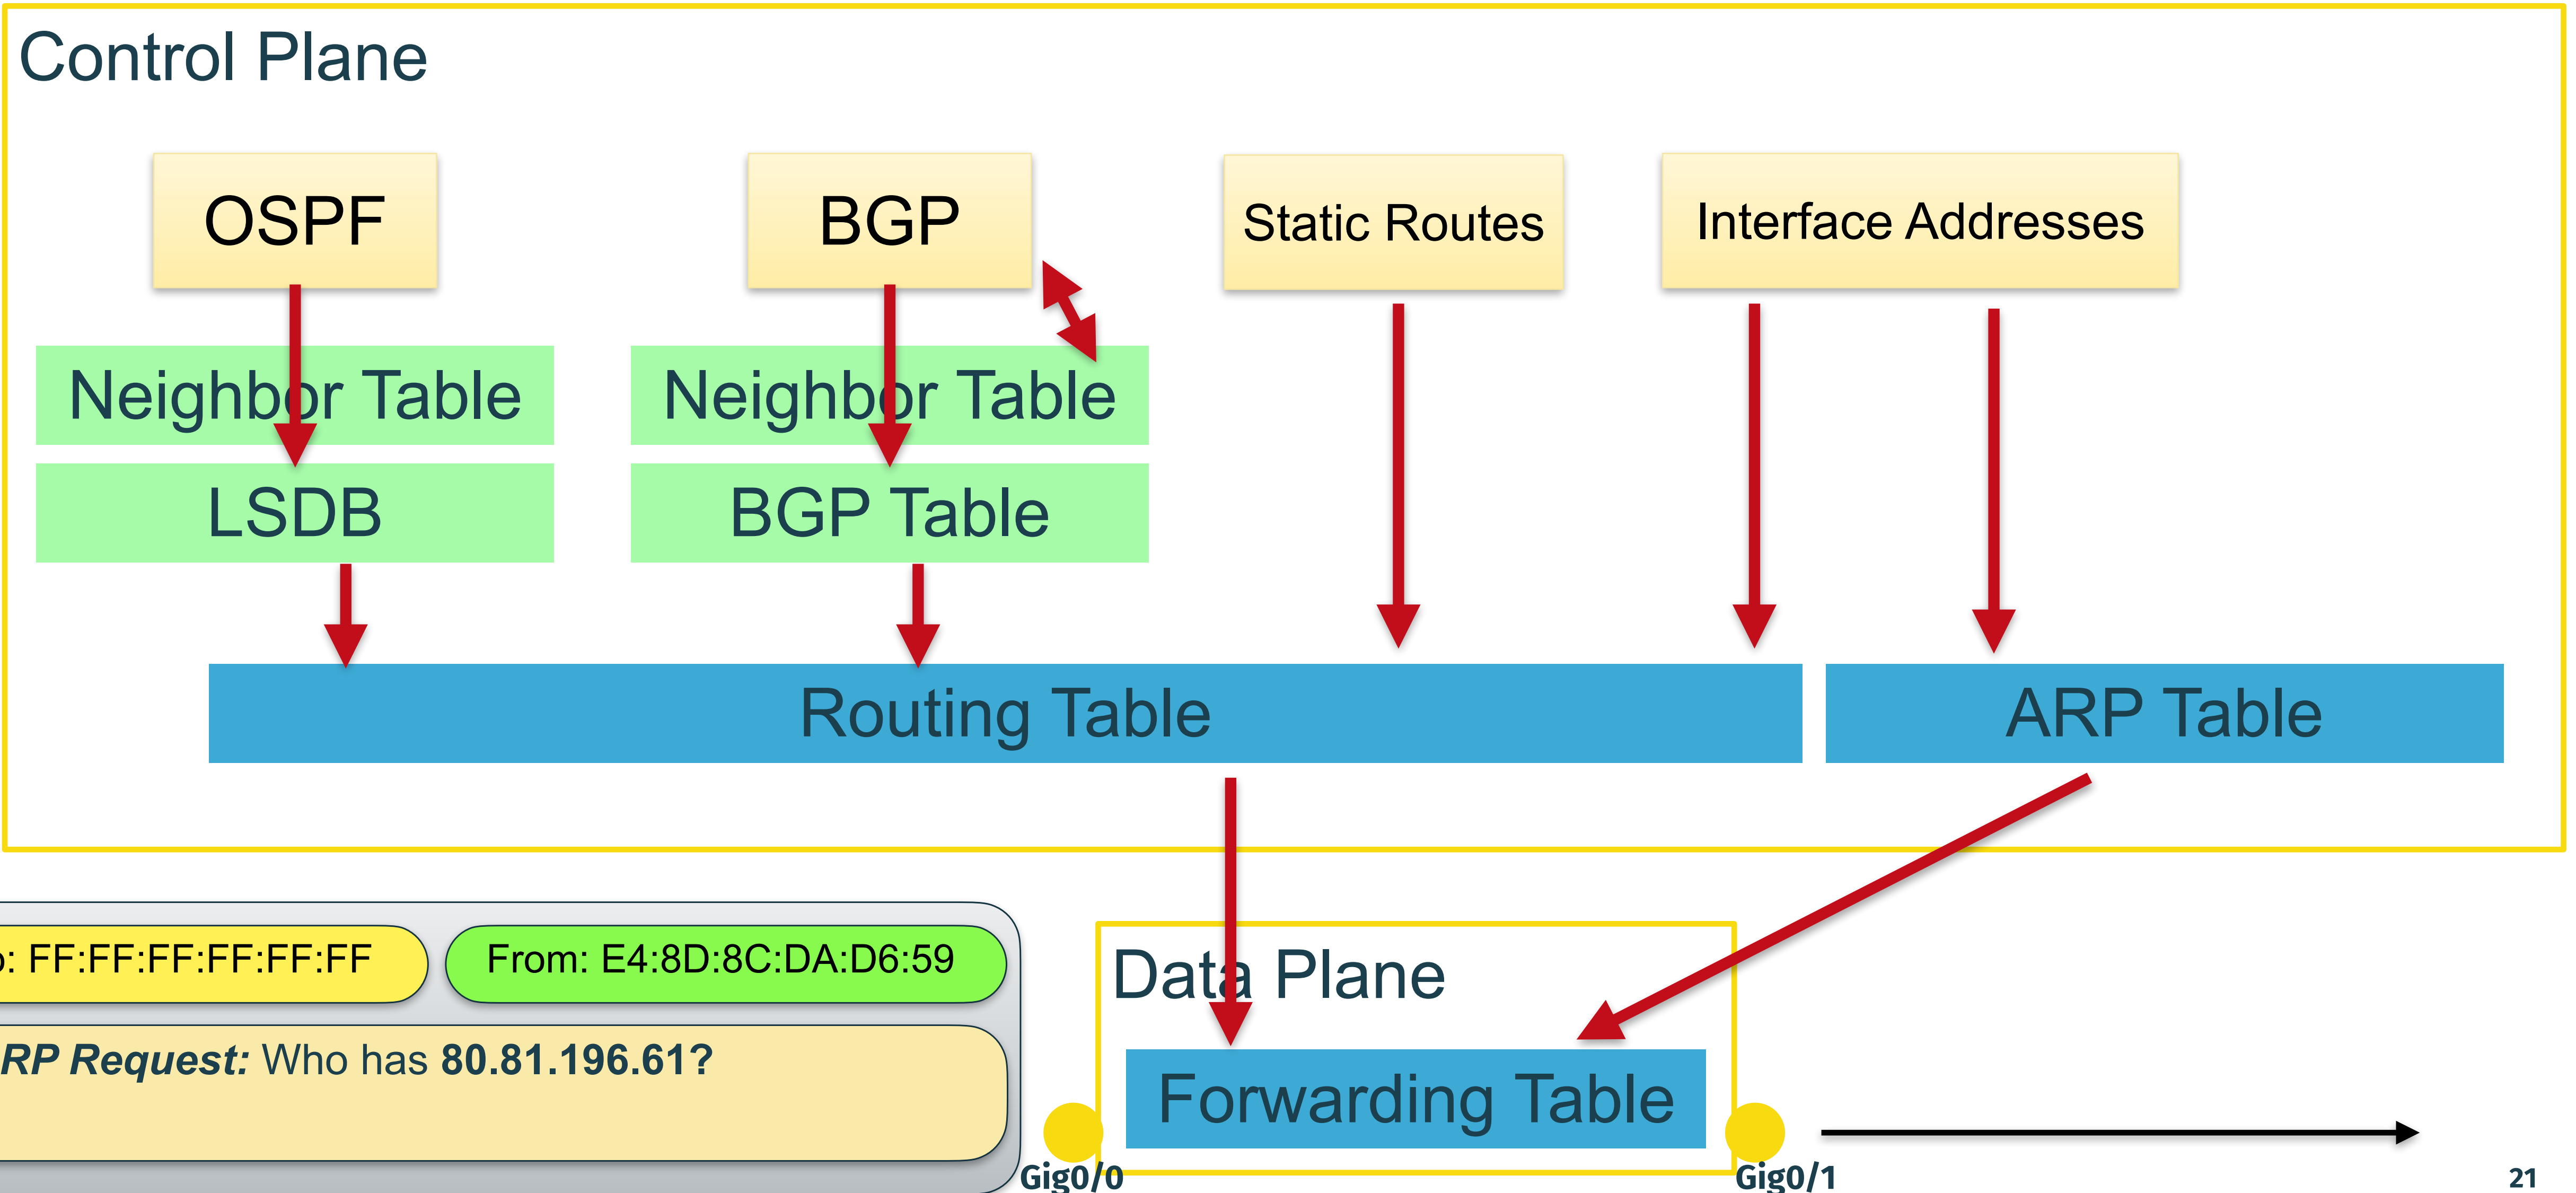 Control Plane
OSPF
BGP
Static Routes
Interface Addresses
Neighbor Table
Neighbor Table
LSDB
BGP Table
Routing Table
ARP Table
o: FF:FF:FF:FF:FF:FF
From: E4:8D:8C:DA:D6:59
Data Plane
RP Request: Who has 80.81.196.61?
Forwarding Table
Gig0/0
Gig0/1
21